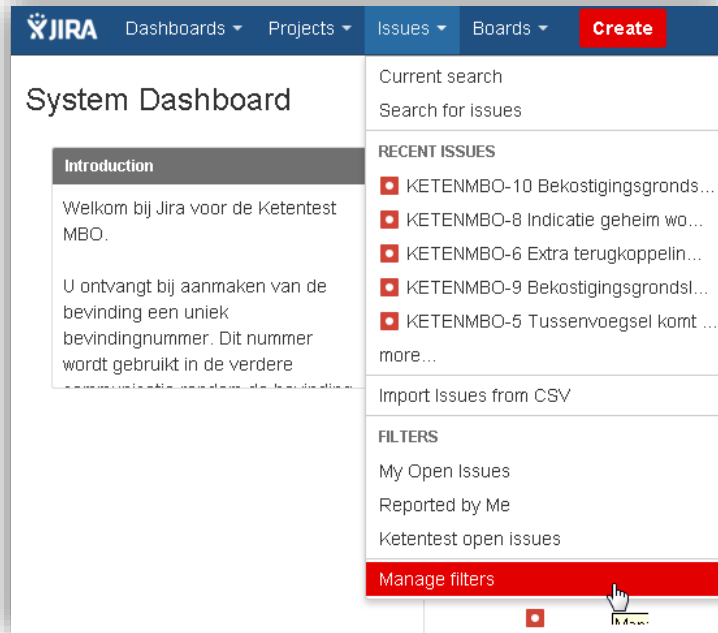 JIRA Dashboards Projects Issues Boards Create
System Dashboard
Introduction
Welkom bij Jira voor de Ketentest
MBO.
U ontvangt bij aanmaken van de
bevinding een uniek
bevindingnummer. Dit nummer
wordt gebruikt in de verdere
Current search
Search for issues
RECENT ISSUES
KETENMBO-10 Bekostigingsgronds...
KETENMBO-8 Indicatie geheim wo...
KETENMBO-6 Extra terugkoppelin...
KETENMBO-9 Bekostigingsgrondsl...
KETENMBO-5 Tussenvoegsel komt ...
more...
Import Issues from CSV
FILTERS
My Open Issues
Reported by Me
Ketentest open issues
Manage filters